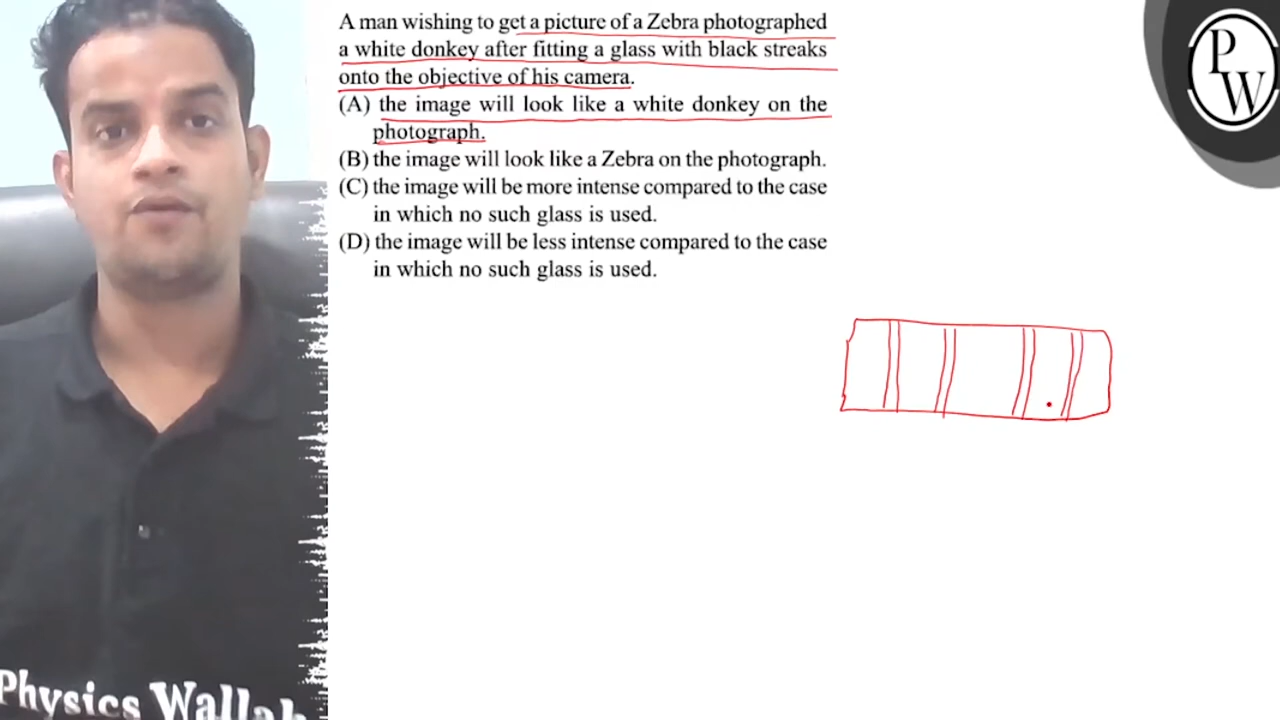 A man wishing to get a picture of a Zebra photographed
a white donkey after fitting a glass with black streaks
onto the objective of his camera.
(A) the image will look like a white donkey on the
photograph.
(B) the image will look like a Zebra on the photograph.
(C) the image will be more intense compared to the case
in which no such glass is used.
(D) the image will be less intense compared to the case
in which no such glass is used.
P
W
Physics Wallah